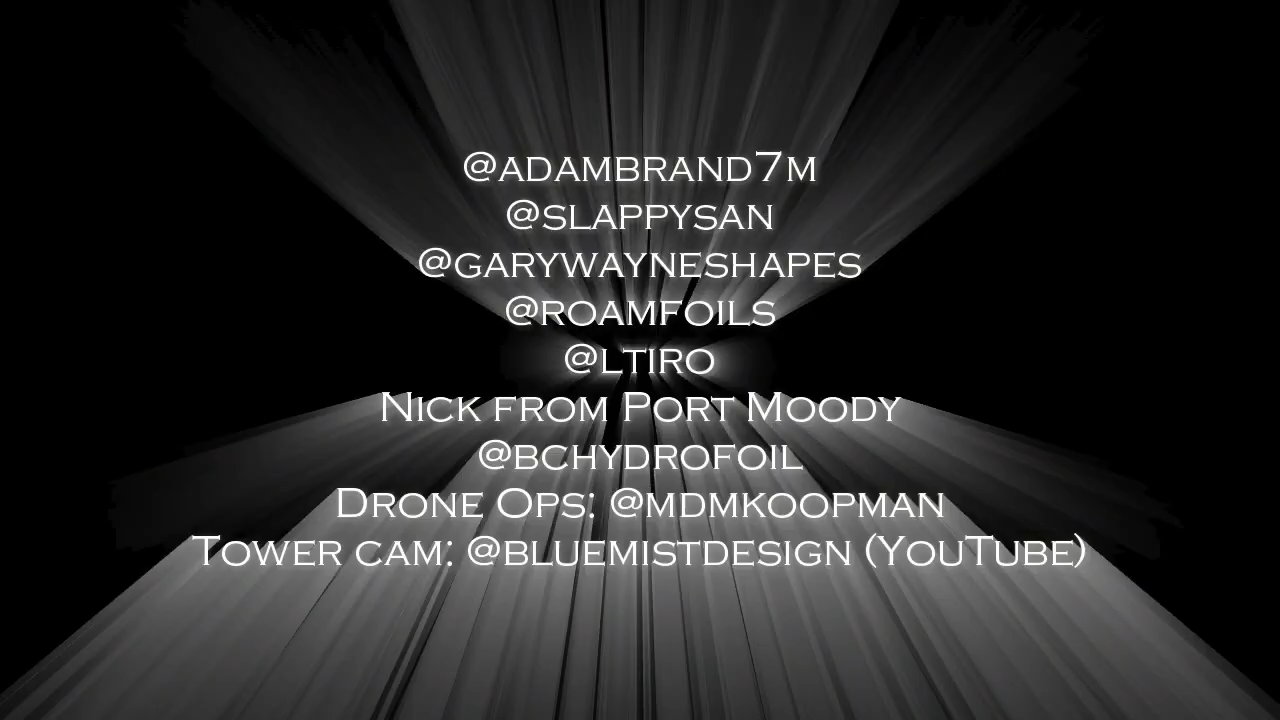 @adambrand7m
@slappysan
@garywayneshapes
@roamfoils
@ltiro
Nick from Port Moody
@bchydrofoil
Drone Ops: @mdmkoopman
Tower cam: @bluemistdesign (YouTube)